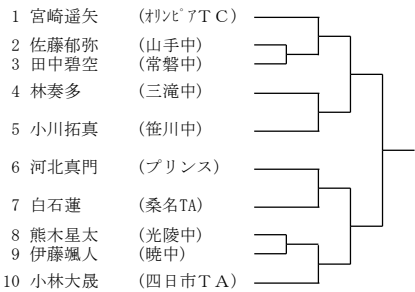 1 宮崎遥矢 (ｵﾘﾝﾋﾟｱＴＣ)
2 佐藤郁弥 (山手中)
3 田中碧空 (常磐中)
4 林奏多 (三滝中)
5 小川拓真 (笹川中)
6 河北真門 (プリンス)
7 白石蓮 (桑名TA)
8 熊木星太 (光陵中)
9 伊藤颯人 (暁中)
10 小林大晟 (四日市ＴＡ)